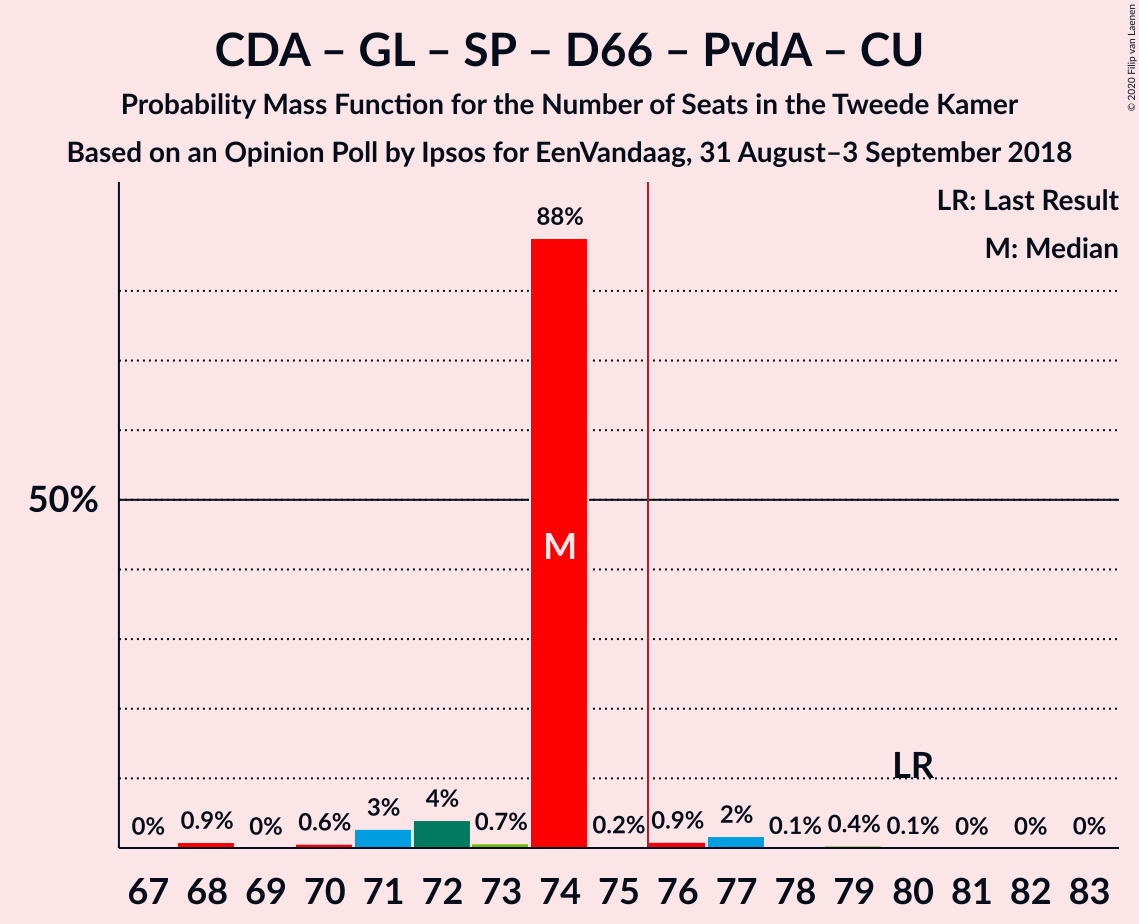 CDA – GL – SP – D66 – PvdA – CU
Probability Mass Function for the Number of Seats in the Tweede Kamer
Based on an Opinion Poll by Ipsos for EenVandaag, 31 August–3 September 2018
© 2020 Filip van Laenen
LR: Last Result
M: Median
50%
88%
M
LR
0% 0.9% 0% 0.6% 3% 4% 0.7% 0.2% 0.9% 2% 0.1% 0.4% 0.1% 0% 0% 0%
67 68 69 70 71 72 73 74 75 76 77 78 79 80 81 82 83